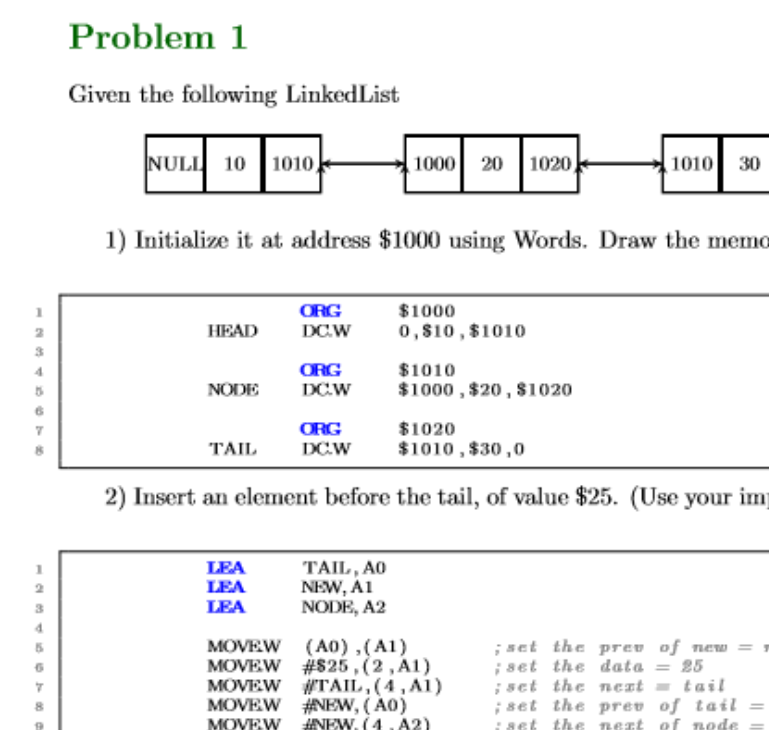 Problem 1
Given the following LinkedList
NULL 10 1010 1000 20 1020 1010 30
1) Initialize it at address $1000 using Words. Draw the memo
1 ORG $1000
2 HEAD DC.W 0,$10,$1010
3
4 ORG $1010
5 NODE DC.W $1000,$20,$1020
6
7 ORG $1020
8 TAIL DC.W $1010,$30,0
2) Insert an element before the tail, of value $25. (Use your imp
1 LEA TAIL,A0
2 LEA NEW,A1
3 LEA NODE,A2
4
5 MOVE.W (A0),(A1) ;set the prev of new =
6 MOVE.W #$25,(2,A1) ;set the data = 25
7 MOVE.W #TAIL,(4,A1) ;set the next = tail
8 MOVE.W #NEW,(A0) ;set the prev of tail =
9 MOVE.W #NEW,(4,A2) ;set the next of node =